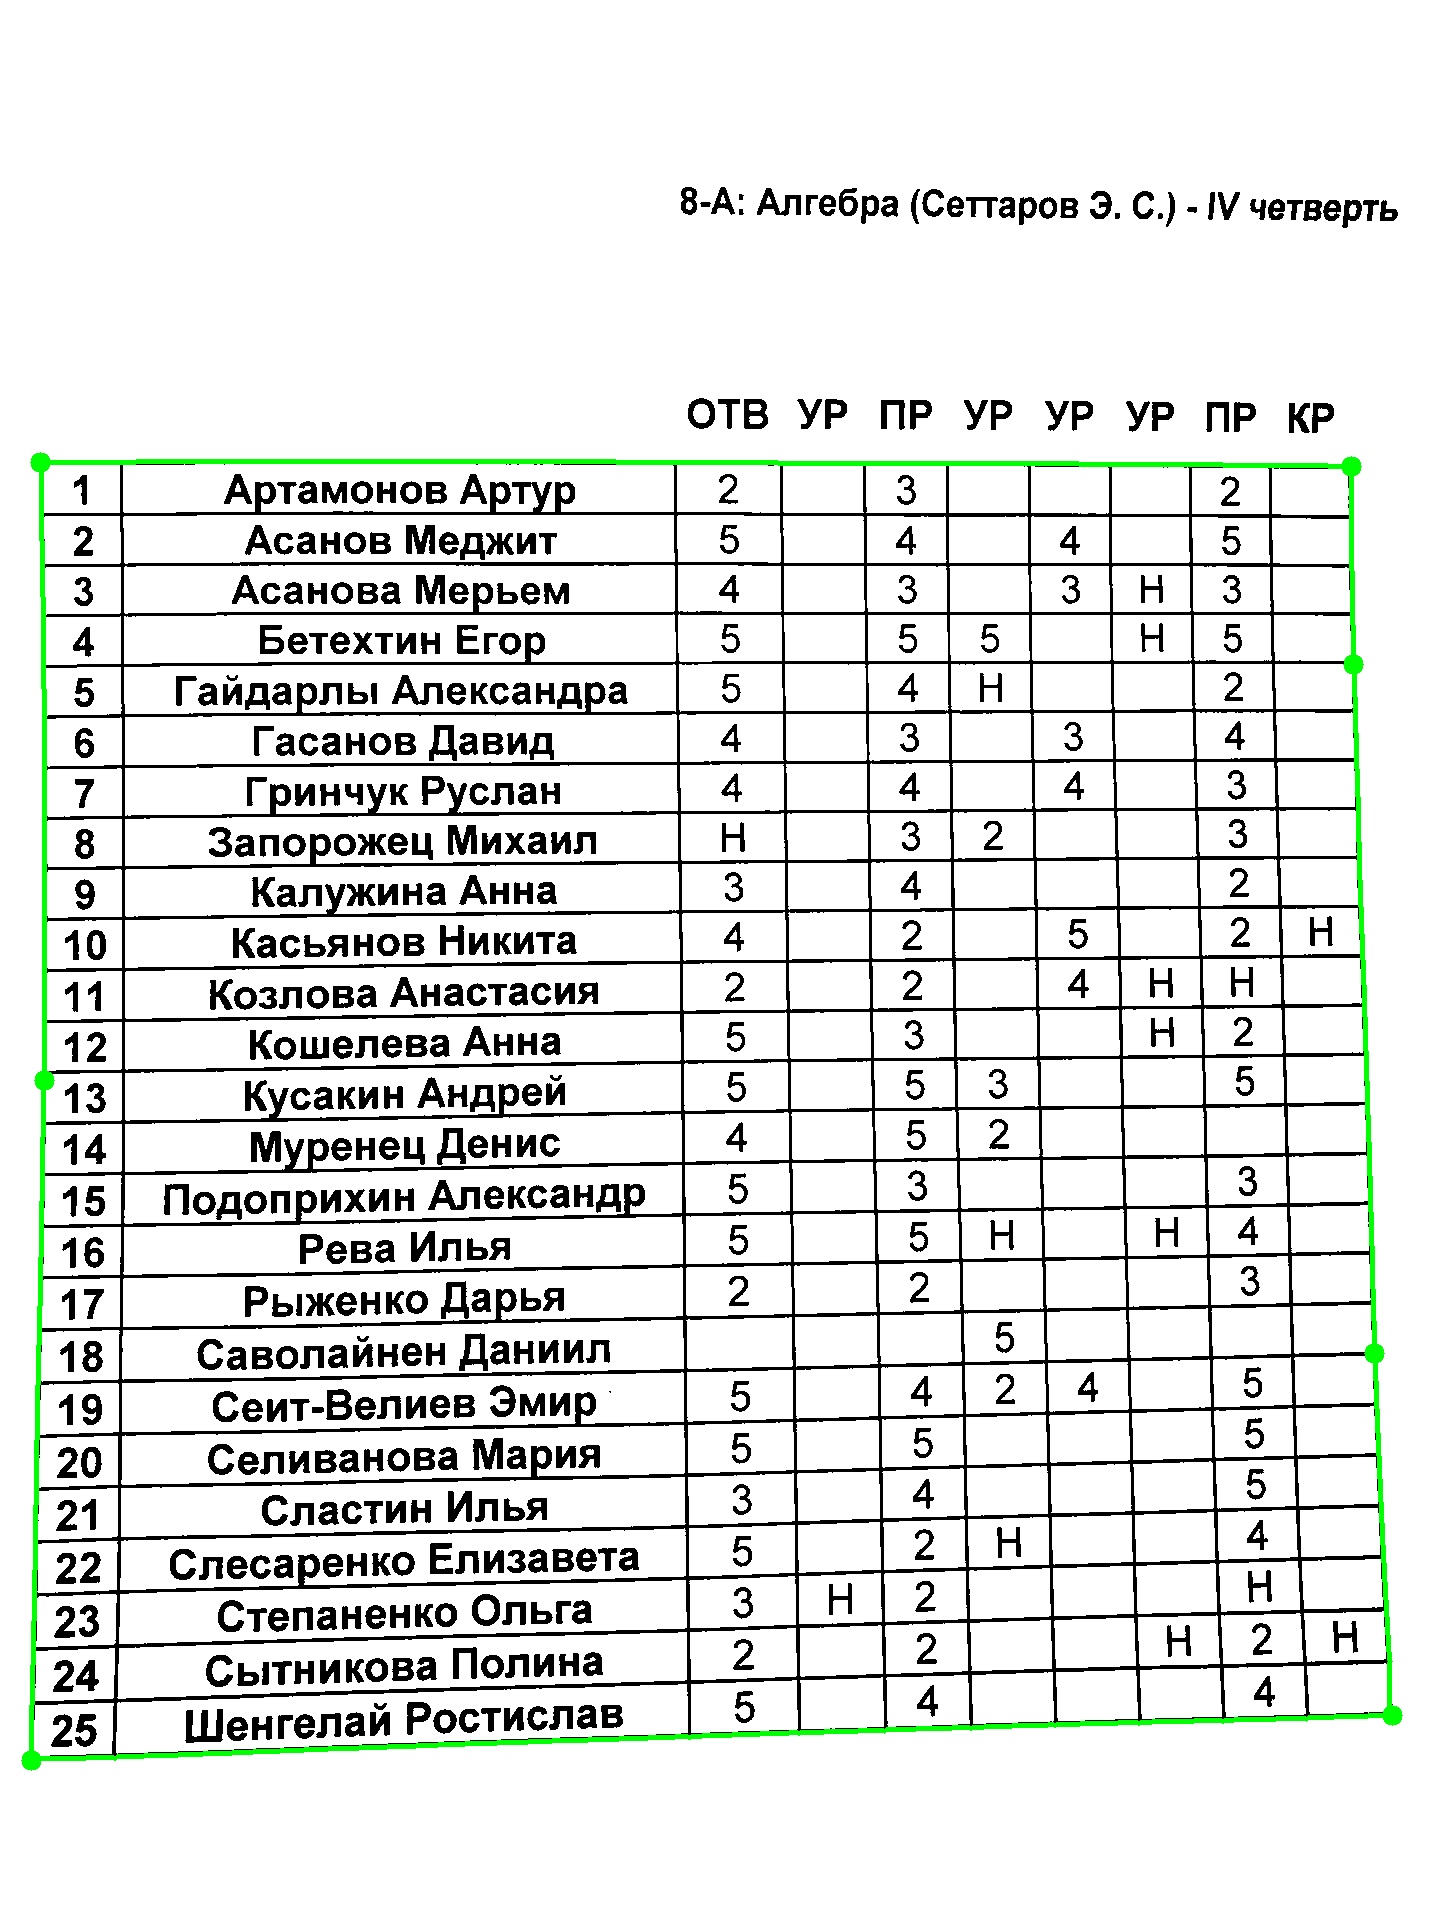 8-А: Алгебра (Сеттаров Э. С.) - IV четверть
ОТВ УР ПР УР УР УР ПР КР
1 Артамонов Артур 2 3 2
2 Асанов Меджит 5 4 4 5
3 Асанова Мерьем 4 3 3 Н 3
4 Бетехтин Егор 5 5 5 Н 5
5 Гайдарлы Александра 5 4 Н 2
6 Гасанов Давид 4 3 3 4
7 Гринчук Руслан 4 4 4 3
8 Запорожец Михаил Н 3 2 3
9 Калужина Анна 3 4 2
10 Касьянов Никита 4 2 5 2 Н
11 Козлова Анастасия 2 2 4 Н Н
12 Кошелева Анна 5 3 Н 2
13 Кусакин Андрей 5 5 3 5
14 Муренец Денис 4 5 2
15 Подоприхин Александр 5 3 3
16 Рева Илья 5 5 Н Н 4
17 Рыженко Дарья 2 2 3
18 Саволайнен Даниил 5
19 Сеит-Велиев Эмир 5 4 2 4 5
20 Селиванова Мария 5 5 5
21 Сластин Илья 3 4 5
22 Слесаренко Елизавета 5 2 Н 4
23 Степаненко Ольга 3 Н 2 Н
24 Сытникова Полина 2 2 Н 2 Н
25 Шенгелай Ростислав 5 4 4